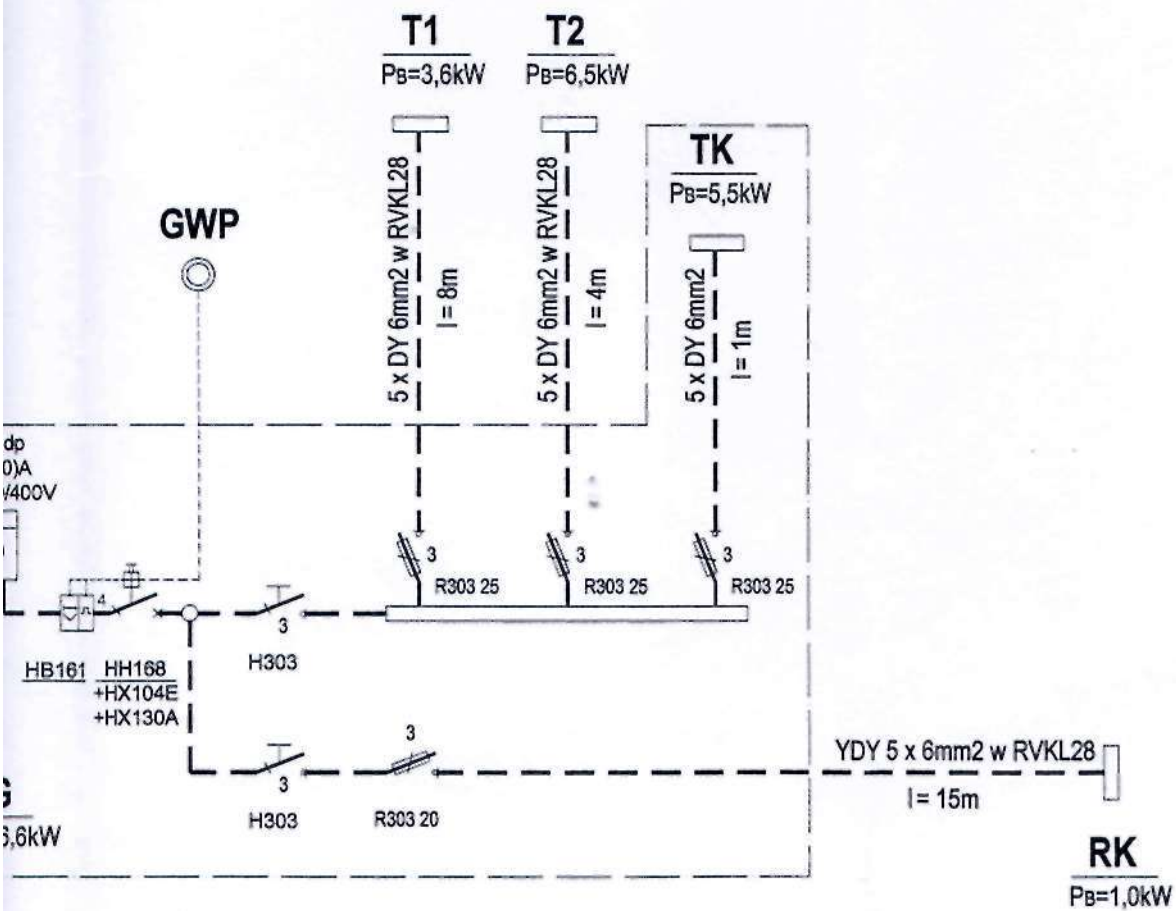 T1
PB=3,6kW
T2
PB=6,5kW
TK
PB=5,5kW
GWP
5 x DY 6mm2 w RVKL28
l = 8m
5 x DY 6mm2 w RVKL28
l = 4m
5 x DY 6mm2
l = 1m
dp
0)A
/400V
3
R303 25
3
R303 25
3
R303 25
4
3
H303
HB161
HH168
+HX104E
+HX130A
3
H303
3
R303 20
YDY 5 x 6mm2 w RVKL28
l = 15m
6,6kW
RK
PB=1,0kW